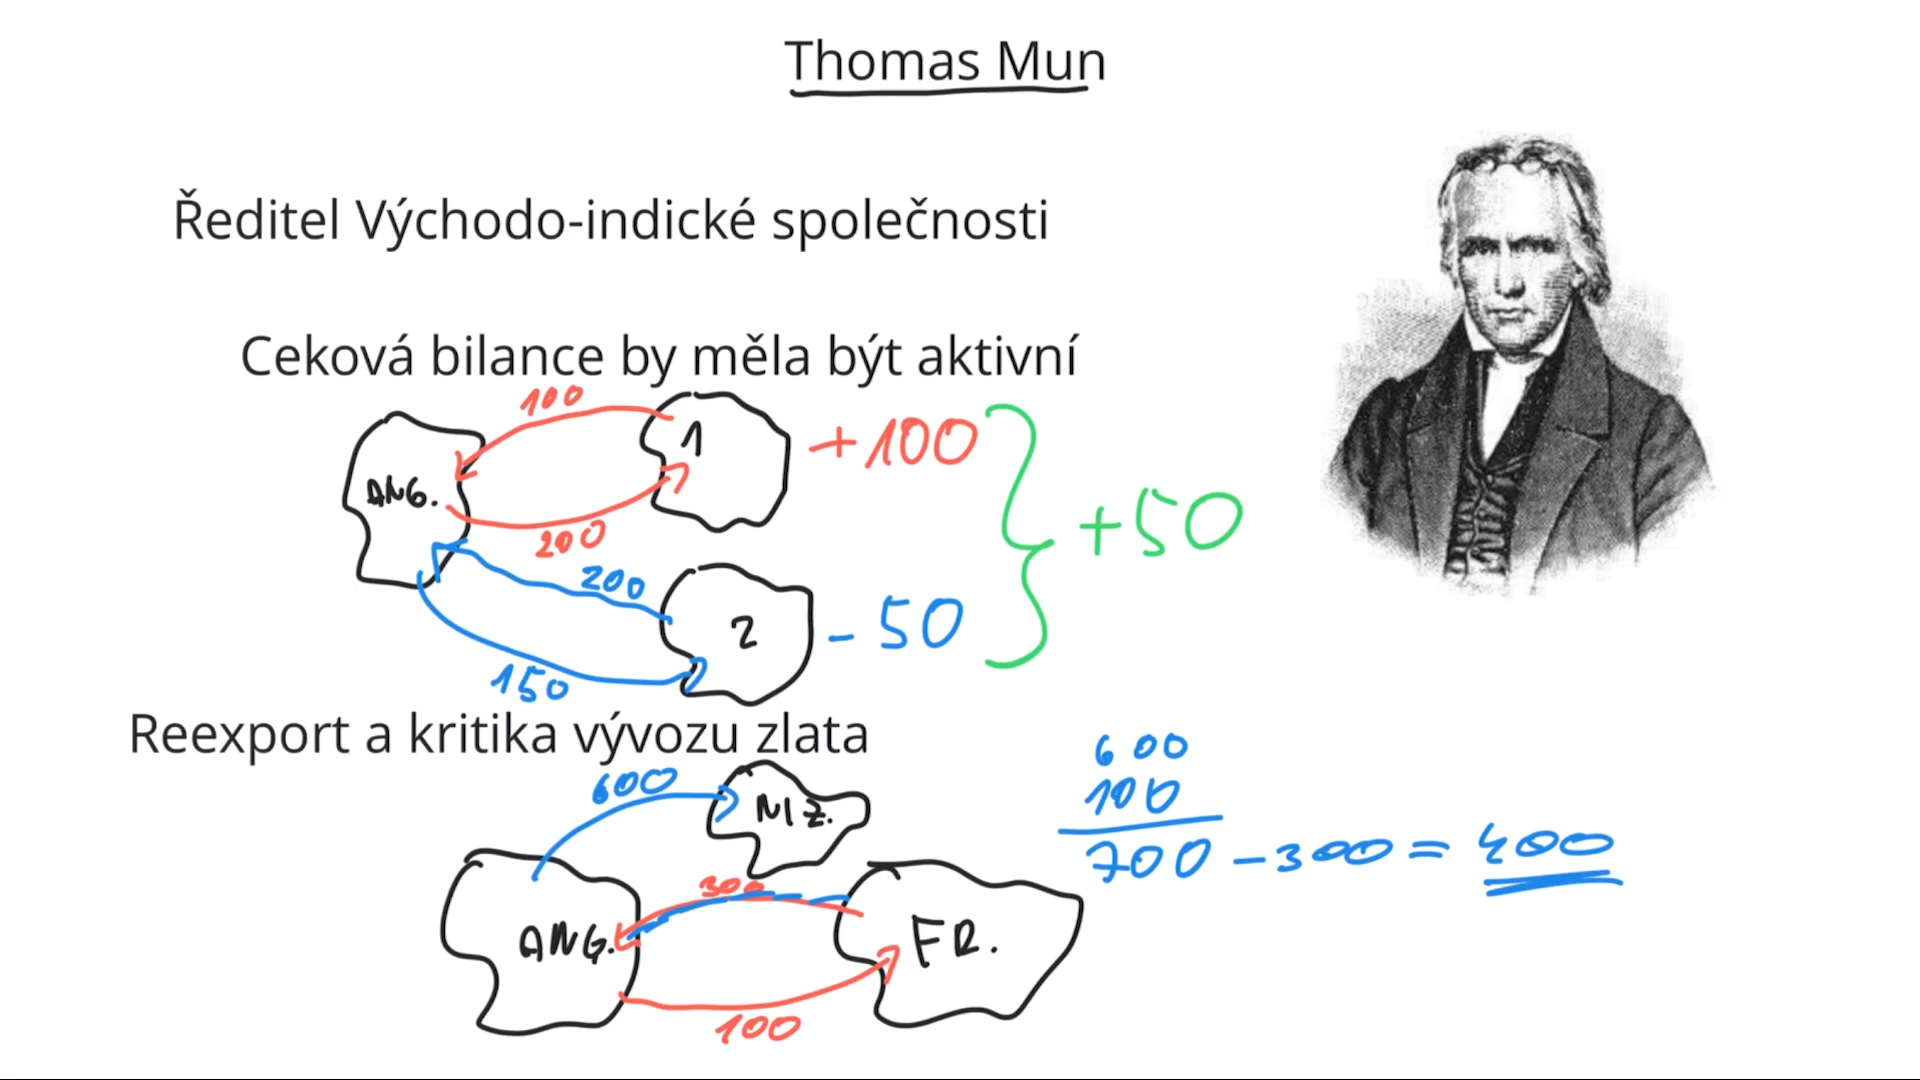 Thomas Mun
Ředitel Východo-indické společnosti
Ceková bilance by měla být aktivní
100
1
+100
ANG.
200
+50
200
2
- 50
150
Reexport a kritika vývozu zlata
600
600
NIZ.
100
700 - 300 = 400
300
ANG.
FR.
100